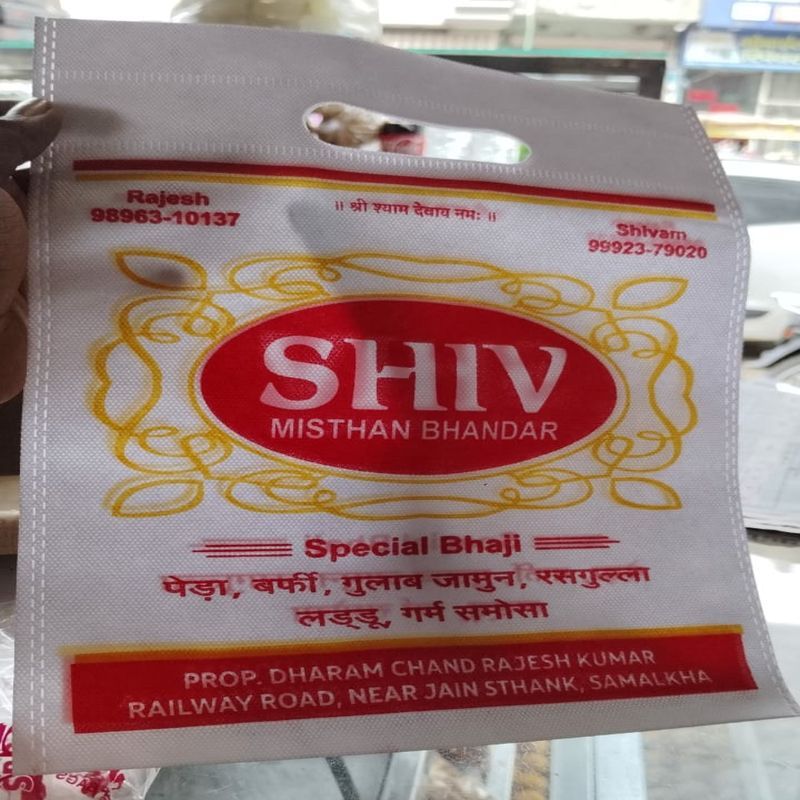 Rajesh
98963-10137
॥ श्री श्याम देवाय नमः ॥
Shivam
99923-79020
SHIV
MISTHAN BHANDAR
Special Bhaji
पेड़ा, बर्फी, गुलाब जामुन, रसगुल्ला
लड्डू, गर्म समोसा
PROP. DHARAM CHAND RAJESH KUMAR
RAILWAY ROAD, NEAR JAIN STHANK, SAMALKHA